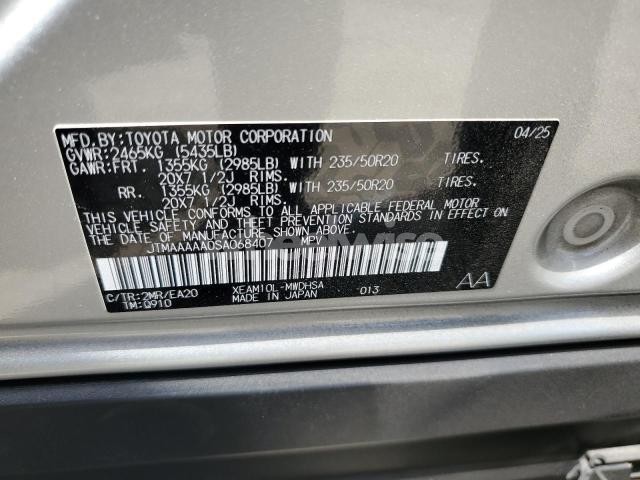 MFD.BY:TOYOTA MOTOR CORPORATION 04/25
GVWR:2465KG (5435LB)
GAWR:FRT. 1355KG (2985LB) WITH 235/50R20 TIRES.
20X7 1/2J RIMS.
RR. 1355KG (2985LB) WITH 235/50R20 TIRES.
20X7 1/2J RIMS.
THIS VEHICLE CONFORMS TO ALL APPLICABLE FEDERAL MOTOR
VEHICLE SAFETY AND BUMPER STANDARDS IN EFFECT ON
THE DATE OF MANUFACTURE SHOWN ABOVE.
JTMAAAAA0SA068407 MPV
C/TR:2MR/EA20 XEAM10L-MWDHSA 013 AA
TM:Q910 MADE IN JAPAN